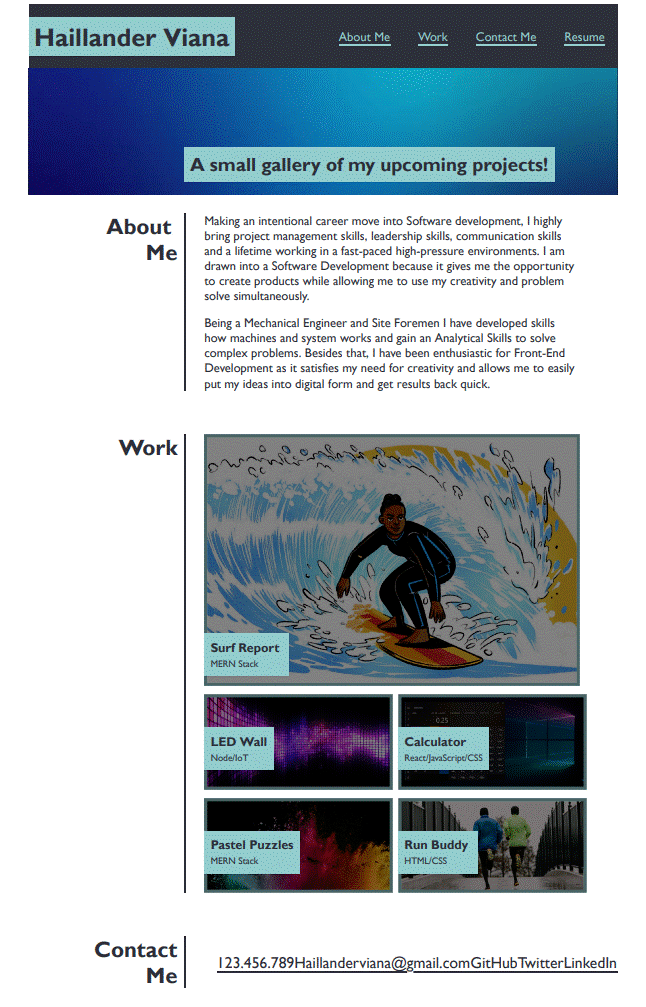 Haillander Viana
About Me Work Contact Me Resume
A small gallery of my upcoming projects!
About
Me
Making an intentional career move into Software development, I highly
bring project management skills, leadership skills, communication skills
and a lifetime working in a fast-paced high-pressure environments. I am
drawn into a Software Development because it gives me the opportunity
to create products while allowing me to use my creativity and problem
solve simultaneously.
Being a Mechanical Engineer and Site Foremen I have developed skills
how machines and system works and gain an Analytical Skills to solve
complex problems. Besides that, I have been enthusiastic for Front-End
Development as it satisfies my need for creativity and allows me to easily
put my ideas into digital form and get results back quick.
Work
Surf Report
MERN Stack
LED Wall
Node/IoT
0.25
Calculator
React/JavaScript/CSS
Pastel Puzzles
MERN Stack
Run Buddy
HTML/CSS
Contact
Me
123.456.789Haillanderviana@gmail.comGitHubTwitterLinkedIn